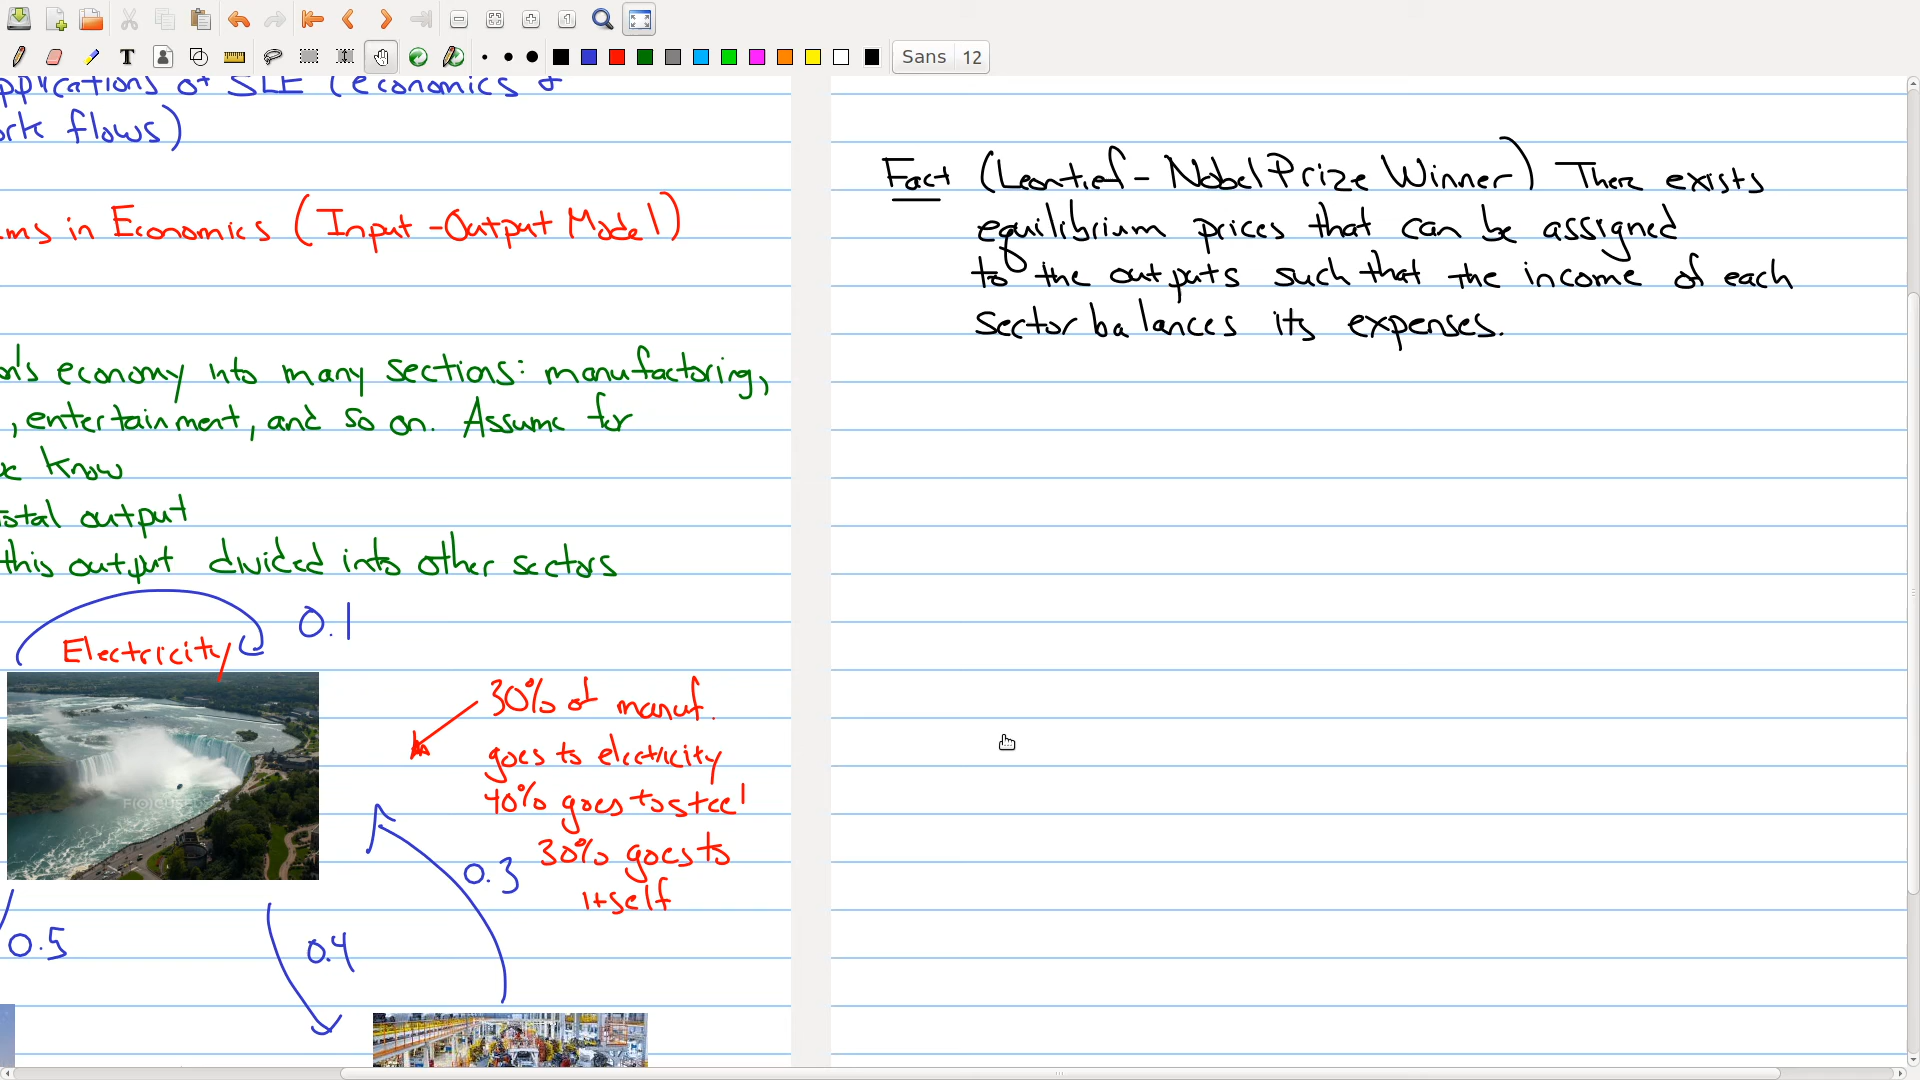 Sans 12
applications of SLE (economics &
ork flows)
ms in Economics (Input-Output Model)
on's economy into many sections: manufactoring,
, entertainment, and so on. Assume for
e know
total output
this output divided into other sectors
0.1
Electricity
30% of manuf.
goes to electricity
40% goes to steel
30% goes to
itself
0.3
0.5
0.4
Fact (Leontief - Nobel Prize Winner) There exists
equilibrium prices that can be assigned
to the outputs such that the income of each
sector balances its expenses.